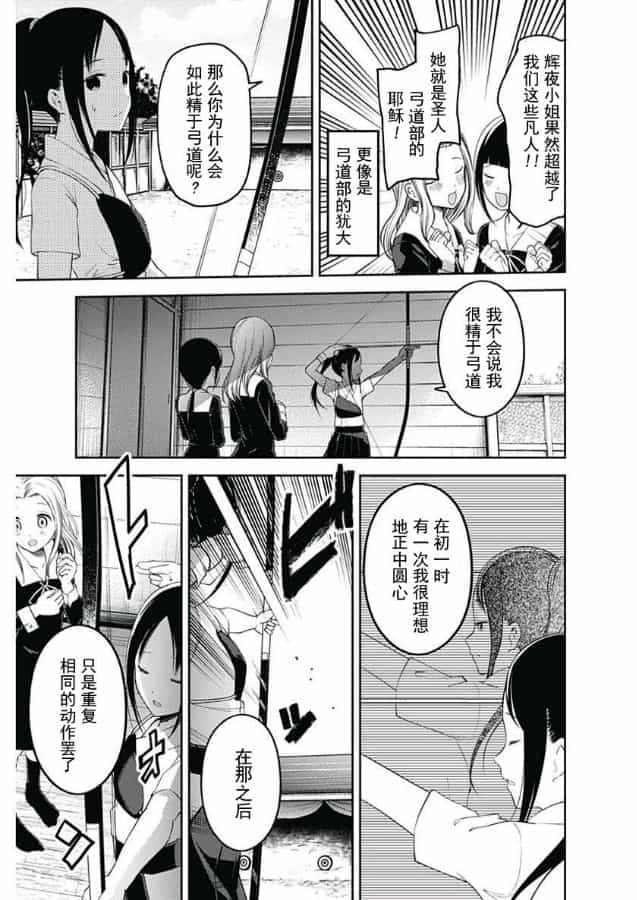 辉夜小姐果然超越了
我们这些凡人!!
她就是圣人
弓道部的
耶稣!
更像是
弓道部的犹大
那么你为什么会
如此精于弓道呢?
我不会说我
很精于弓道
在初一时
有一次我很理想
地正中圆心
在那之后
只是重复
相同的动作罢了